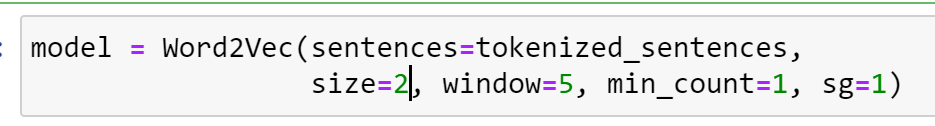 model = Word2Vec(sentences=tokenized_sentences,
size=2, window=5, min_count=1, sg=1)